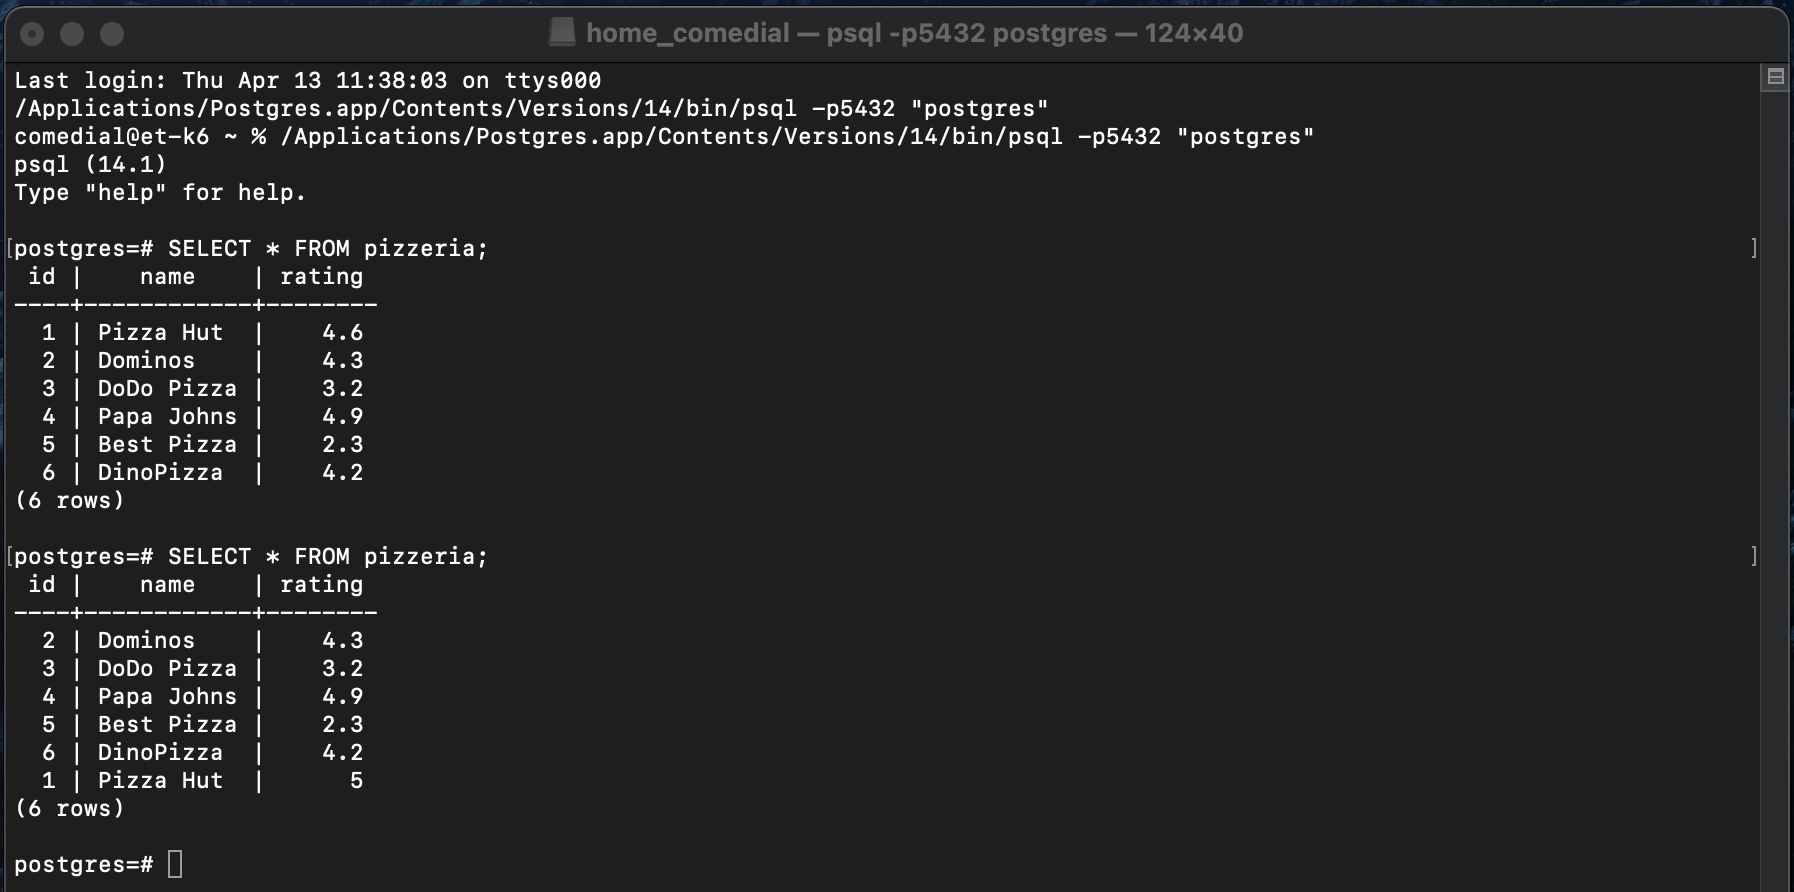 home_comedial — psql -p5432 postgres — 124×40
Last login: Thu Apr 13 11:38:03 on ttys000
/Applications/Postgres.app/Contents/Versions/14/bin/psql -p5432 "postgres"
comedial@et-k6 ~ % /Applications/Postgres.app/Contents/Versions/14/bin/psql -p5432 "postgres"
psql (14.1)
Type "help" for help.

[postgres=# SELECT * FROM pizzeria; ]
 id |    name    | rating
----+------------+--------
  1 | Pizza Hut  |    4.6
  2 | Dominos    |    4.3
  3 | DoDo Pizza |    3.2
  4 | Papa Johns |    4.9
  5 | Best Pizza |    2.3
  6 | DinoPizza  |    4.2
(6 rows)

[postgres=# SELECT * FROM pizzeria; ]
 id |    name    | rating
----+------------+--------
  2 | Dominos    |    4.3
  3 | DoDo Pizza |    3.2
  4 | Papa Johns |    4.9
  5 | Best Pizza |    2.3
  6 | DinoPizza  |    4.2
  1 | Pizza Hut  |      5
(6 rows)

postgres=#